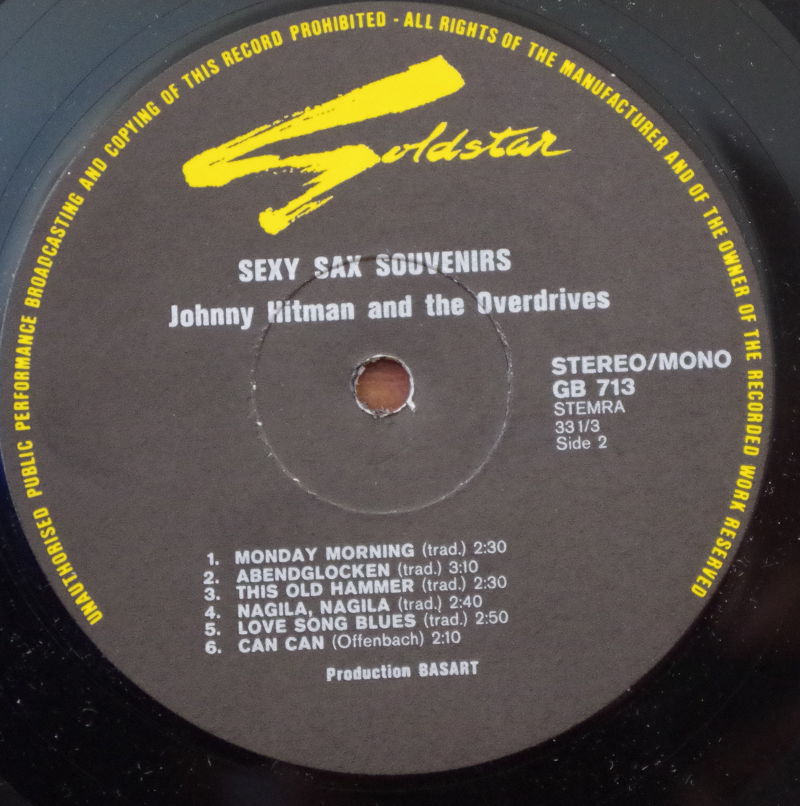 UNAUTHORISED PUBLIC PERFORMANCE BROADCASTING AND COPYING OF THIS RECORD PROHIBITED - ALL RIGHTS OF THE MANUFACTURER AND OF THE OWNER OF THE RECORDED WORK RESERVED
Goldstar
SEXY SAX SOUVENIRS
Johnny Hitman and the Overdrives
STEREO/MONO
GB 713
STEMRA
33 1/3
Side 2
1. MONDAY MORNING (trad.) 2:30
2. ABENDGLOCKEN (trad.) 3:10
3. THIS OLD HAMMER (trad.) 2:30
4. NAGILA, NAGILA (trad.) 2:40
5. LOVE SONG BLUES (trad.) 2:50
6. CAN CAN (Offenbach) 2:10
Production BASART